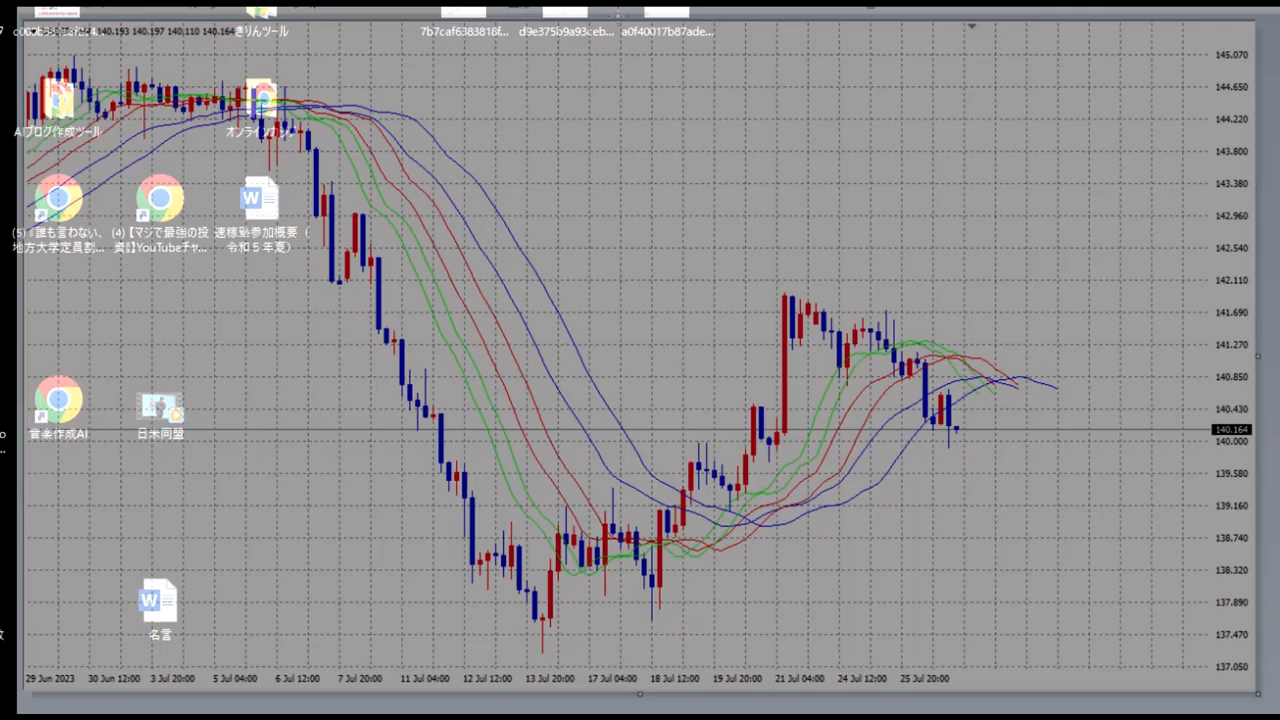 140.193 140.197 140.110 140.164
きりんツール
7b7caf6383818f...
d9e375b9a93ceb...
a0f40017b87ade...
AIブログ作成ツール
オンラインカジノ
(5)『誰も言わない、
地方大学定員割...
(4)【マジで最強の投
資】YouTubeチャ...
速稼塾参加概要(
令和5年夏)
音楽作成AI
日米同盟
名言
145.070
144.650
144.220
143.800
143.380
142.960
142.540
142.110
141.690
141.270
140.850
140.430
140.164
140.000
139.580
139.160
138.740
138.320
137.890
137.470
137.050
29 Jun 2023
30 Jun 12:00
3 Jul 20:00
5 Jul 04:00
6 Jul 12:00
7 Jul 20:00
11 Jul 04:00
12 Jul 12:00
13 Jul 20:00
17 Jul 04:00
18 Jul 12:00
19 Jul 20:00
21 Jul 04:00
24 Jul 12:00
25 Jul 20:00